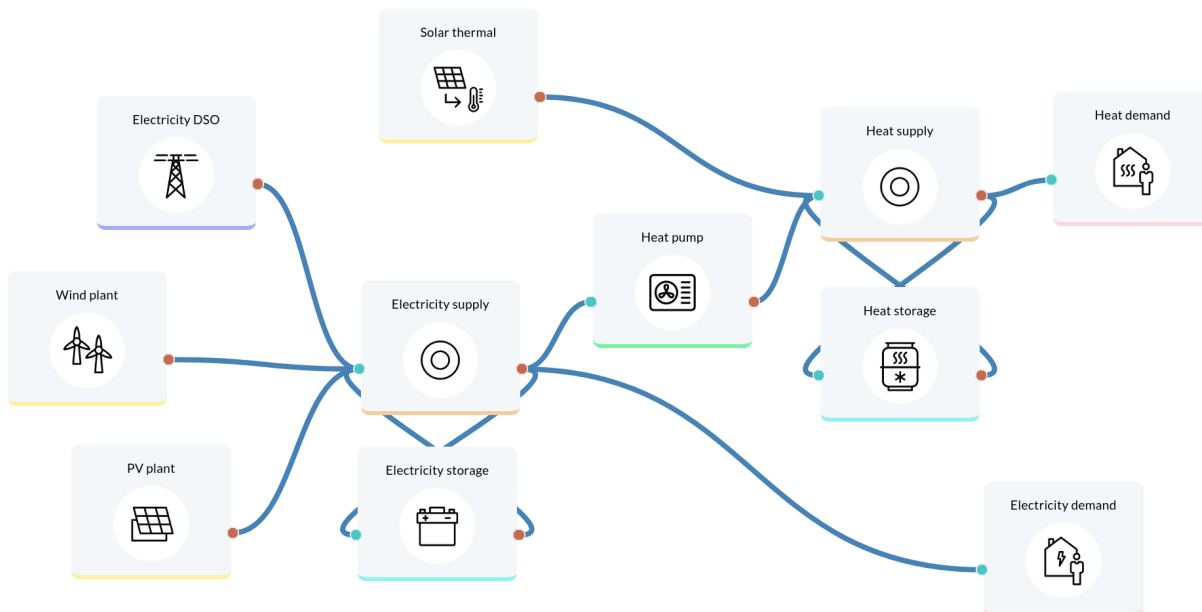 Solar thermal
Electricity DSO
Heat supply
Heat demand
Heat pump
Wind plant
Electricity supply
Heat storage
PV plant
Electricity storage
Electricity demand